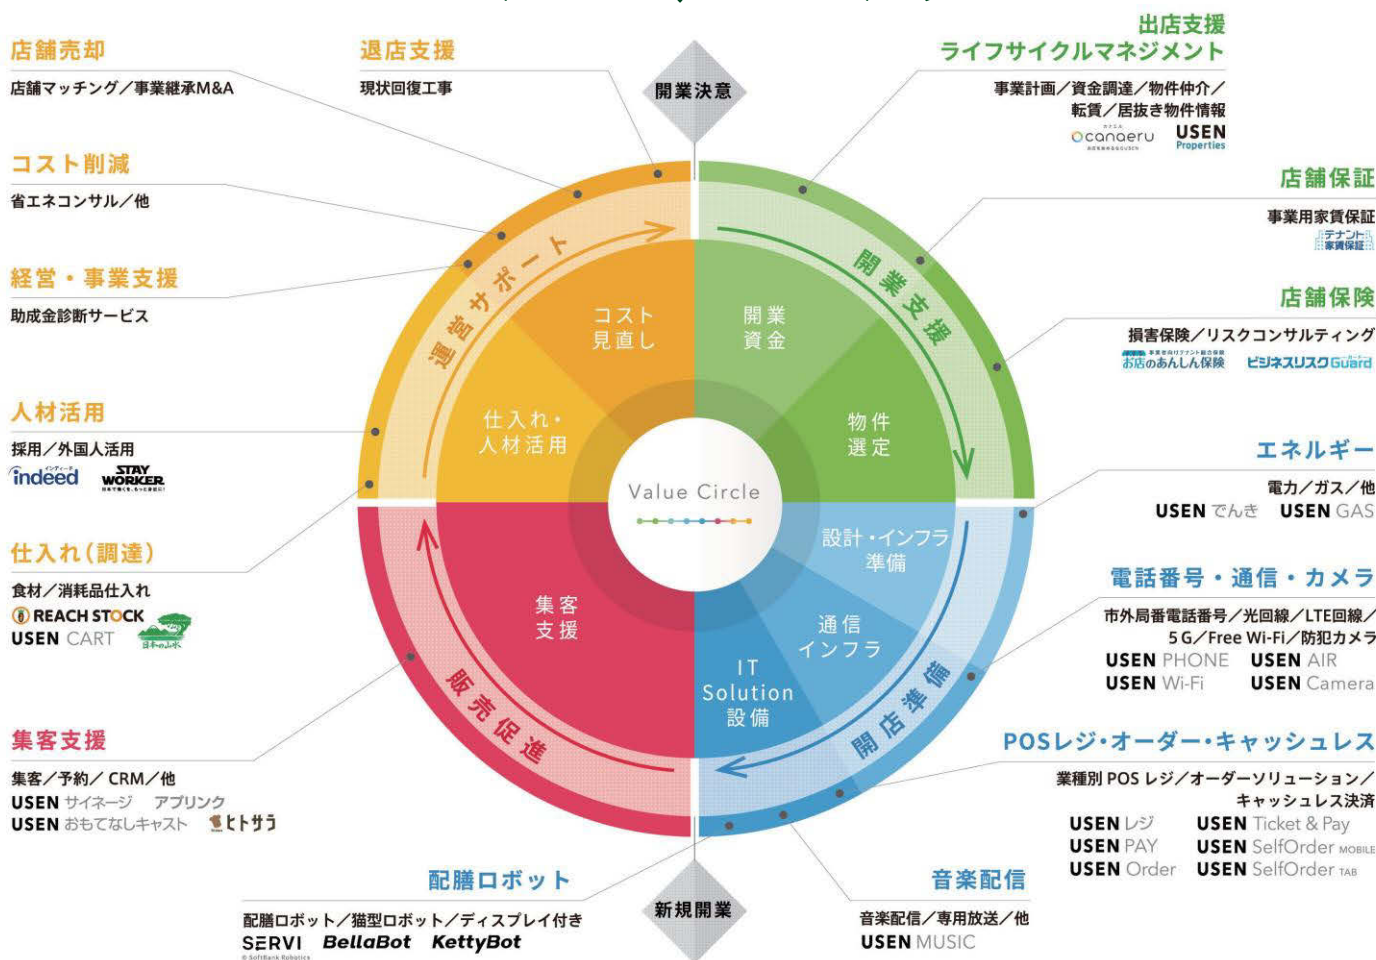 店舗売却
店舗マッチング／事業継承M&A
退店支援
現状回復工事
開業決意
出店支援
ライフサイクルマネジメント
事業計画／資金調達／物件仲介／
転賃／居抜き物件情報
canaeru
USEN
Properties
コスト削減
省エネコンサル／他
店舗保証
事業用家賃保証
テナント
家賃保証
経営・事業支援
助成金診断サービス
店舗保険
損害保険／リスクコンサルティング
お店のあんしん保険
ビジネスリスクGuard
人材活用
採用／外国人活用
インディード
indeed
STAY
WORKER
エネルギー
電力／ガス／他
USEN でんき USEN GAS
仕入れ（調達）
食材／消耗品仕入れ
REACH STOCK
USEN CART
日本の山水
電話番号・通信・カメラ
市外局番電話番号／光回線／LTE回線／
5G／Free Wi-Fi／防犯カメラ
USEN PHONE USEN AIR
USEN Wi-Fi USEN Camera
集客支援
集客／予約／CRM／他
USEN サイネージ アプリンク
USEN おもてなしキャスト ヒトサラ
POSレジ・オーダー・キャッシュレス
業種別 POS レジ／オーダーソリューション／
キャッシュレス決済
USEN レジ USEN Ticket & Pay
USEN PAY USEN SelfOrder MOBILE
USEN Order USEN SelfOrder TAB
配膳ロボット
配膳ロボット／猫型ロボット／ディスプレイ付き
SERVI BellaBot KettyBot
© SoftBank Robotics
新規開業
音楽配信
音楽配信／専用放送／他
USEN MUSIC
運営サポート
開業支援
開店準備
販売促進
コスト
見直し
開業
資金
仕入れ・
人材活用
物件
選定
Value Circle
設計・インフラ
準備
通信
インフラ
IT
Solution
設備
集客
支援